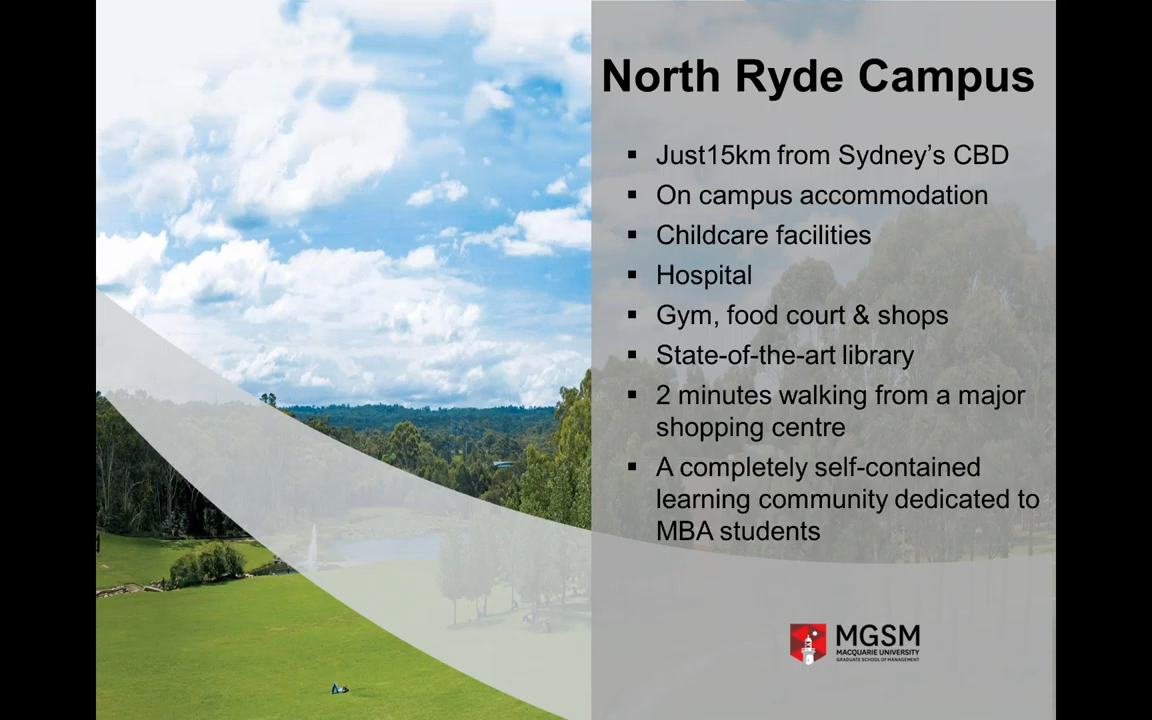 North Ryde Campus
▪ Just15km from Sydney’s CBD
▪ On campus accommodation
▪ Childcare facilities
▪ Hospital
▪ Gym, food court & shops
▪ State-of-the-art library
▪ 2 minutes walking from a major
shopping centre
▪ A completely self-contained
learning community dedicated to
MBA students
MGSM
MACQUARIE UNIVERSITY
GRADUATE SCHOOL OF MANAGEMENT